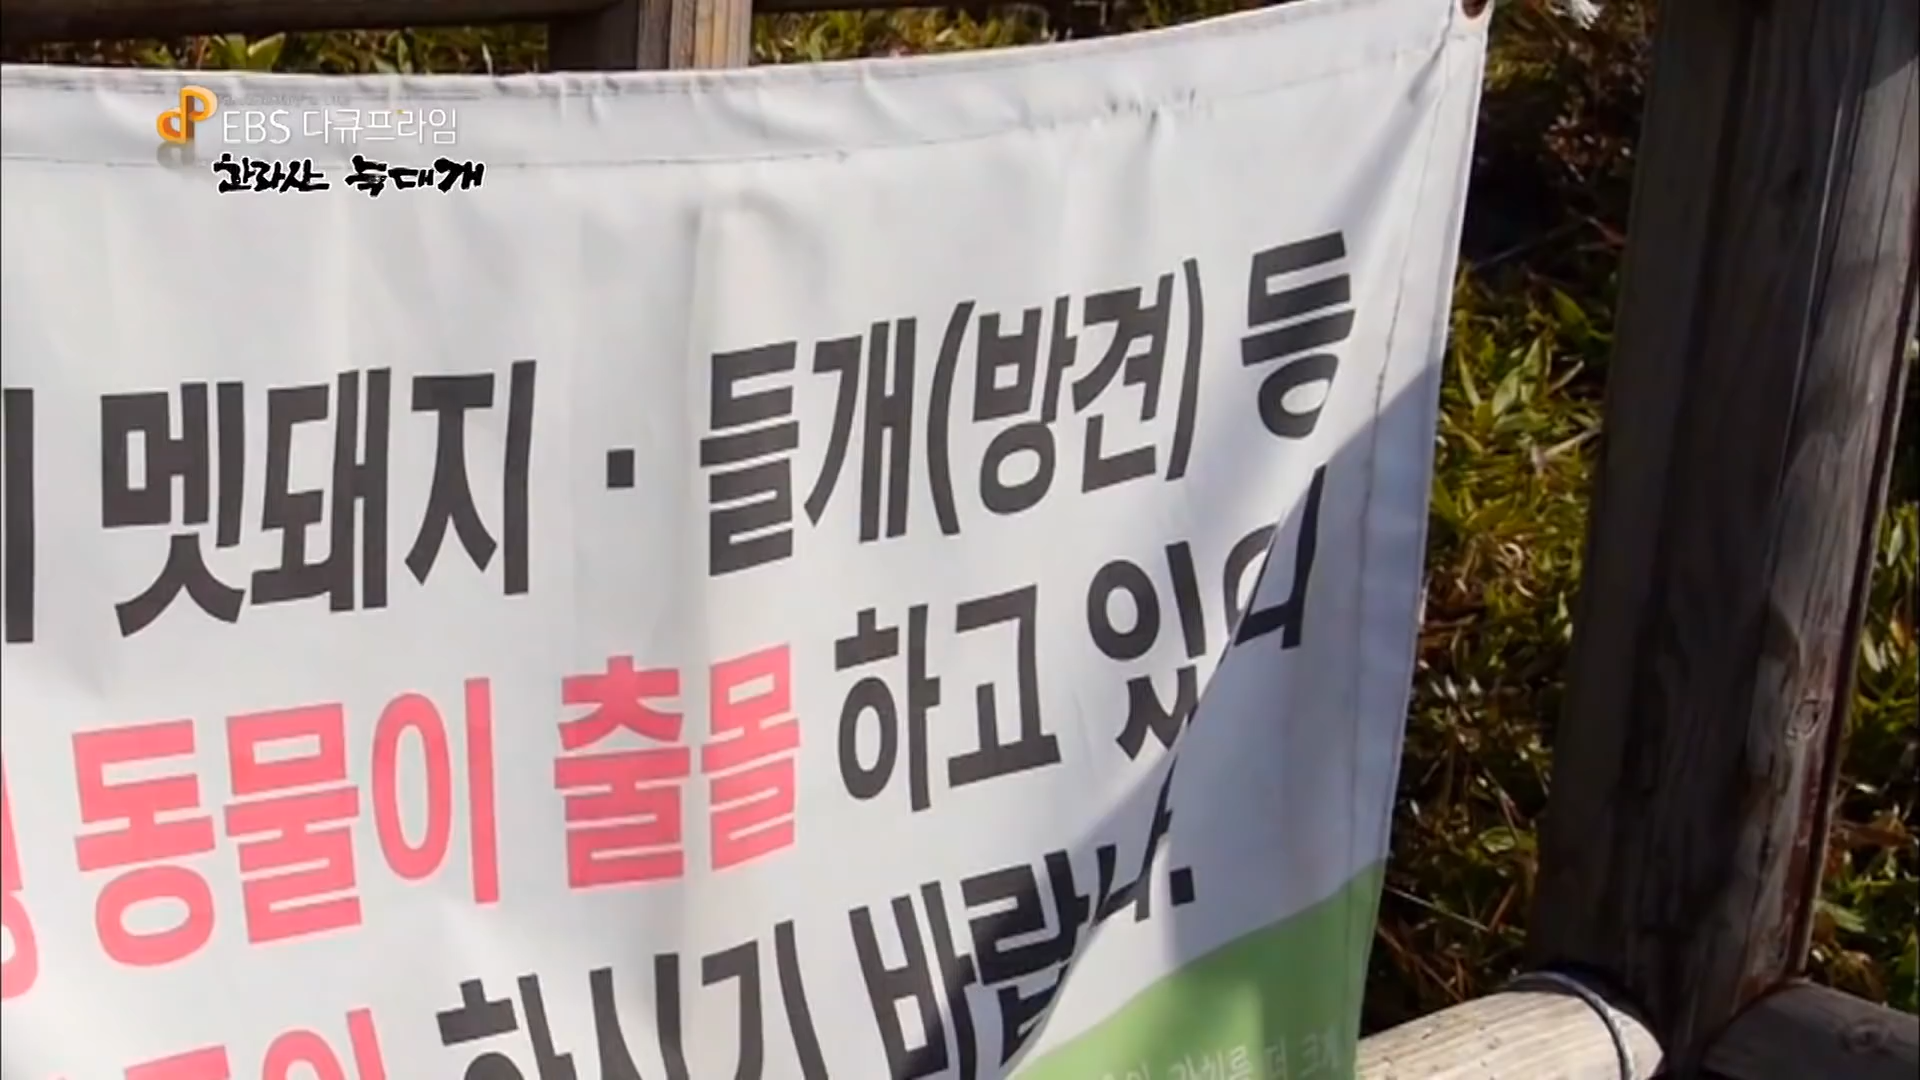 EBS 다큐프라임
한라산 늑대개
멧돼지 · 들개(방견) 등
동물이 출몰 하고 있
하시기 바랍니다.